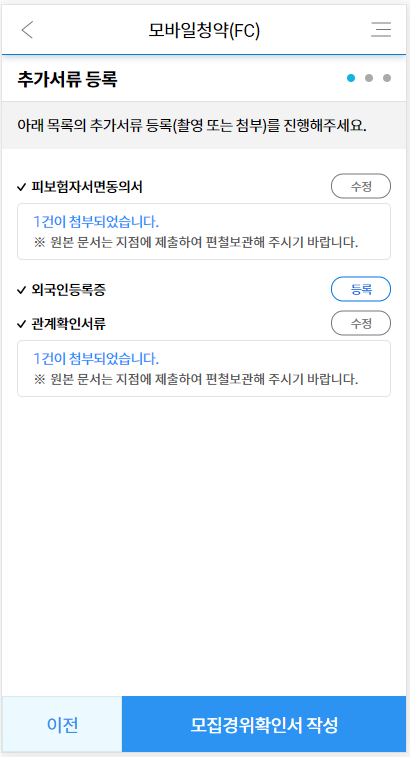 모바일청약(FC)
추가서류 등록
아래 목록의 추가서류 등록(촬영 또는 첨부)를 진행해주세요.
피보험자서면동의서 수정
1건이 첨부되었습니다.
※ 원본 문서는 지점에 제출하여 편철보관해 주시기 바랍니다.
외국인등록증 등록
관계확인서류 수정
1건이 첨부되었습니다.
※ 원본 문서는 지점에 제출하여 편철보관해 주시기 바랍니다.
이전 모집경위확인서 작성